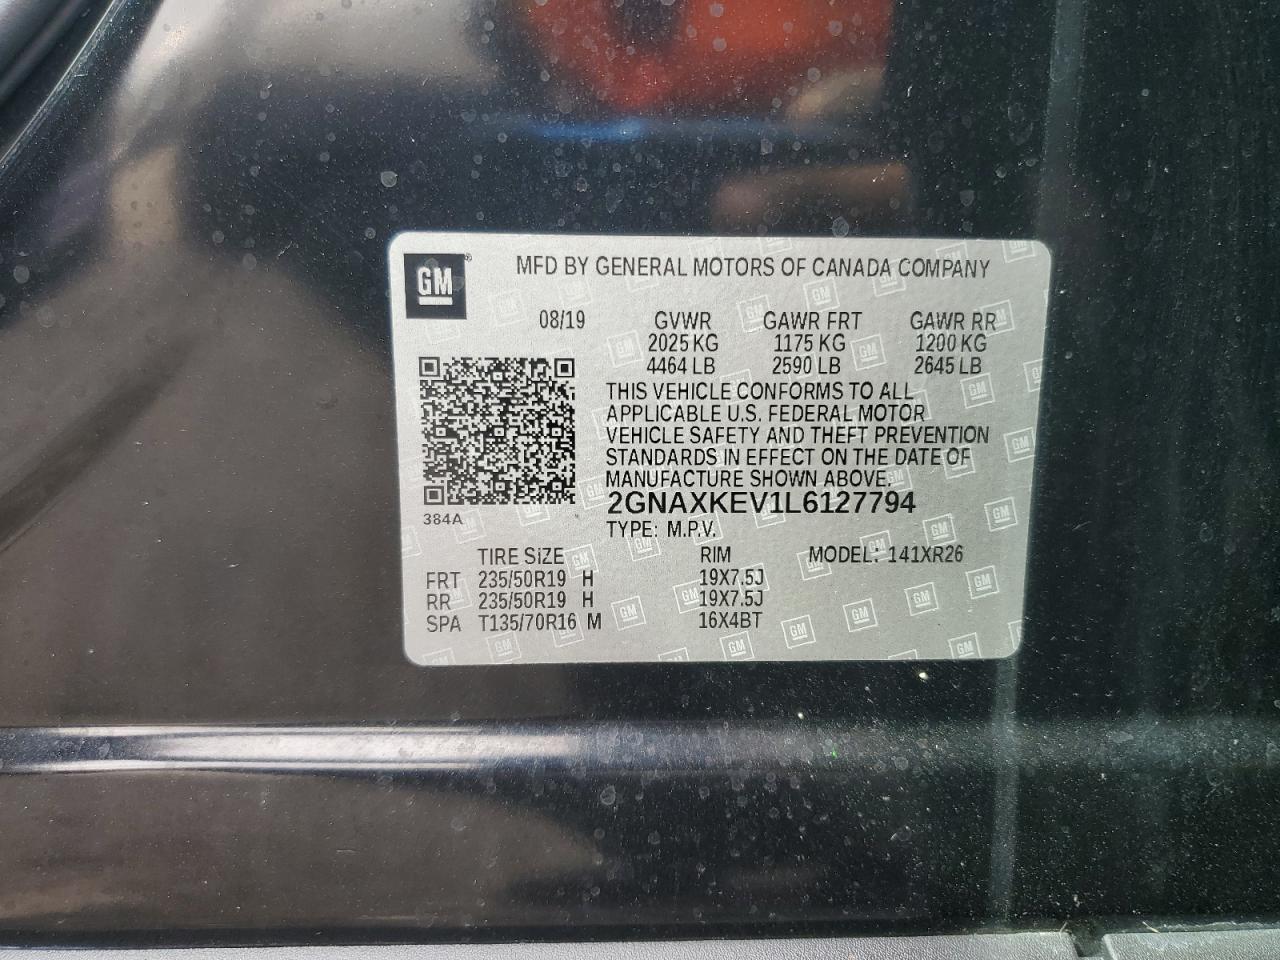 GM
MFD BY GENERAL MOTORS OF CANADA COMPANY
08/19 GVWR GAWR FRT GAWR RR
2025 KG 1175 KG 1200 KG
4464 LB 2590 LB 2645 LB
THIS VEHICLE CONFORMS TO ALL
APPLICABLE U.S. FEDERAL MOTOR
VEHICLE SAFETY AND THEFT PREVENTION
STANDARDS IN EFFECT ON THE DATE OF
MANUFACTURE SHOWN ABOVE.
2GNAXKEV1L6127794
384A
TYPE: M.P.V.
TIRE SIZE RIM MODEL: 141XR26
FRT 235/50R19 H 19X7.5J
RR 235/50R19 H 19X7.5J
SPA T135/70R16 M 16X4BT